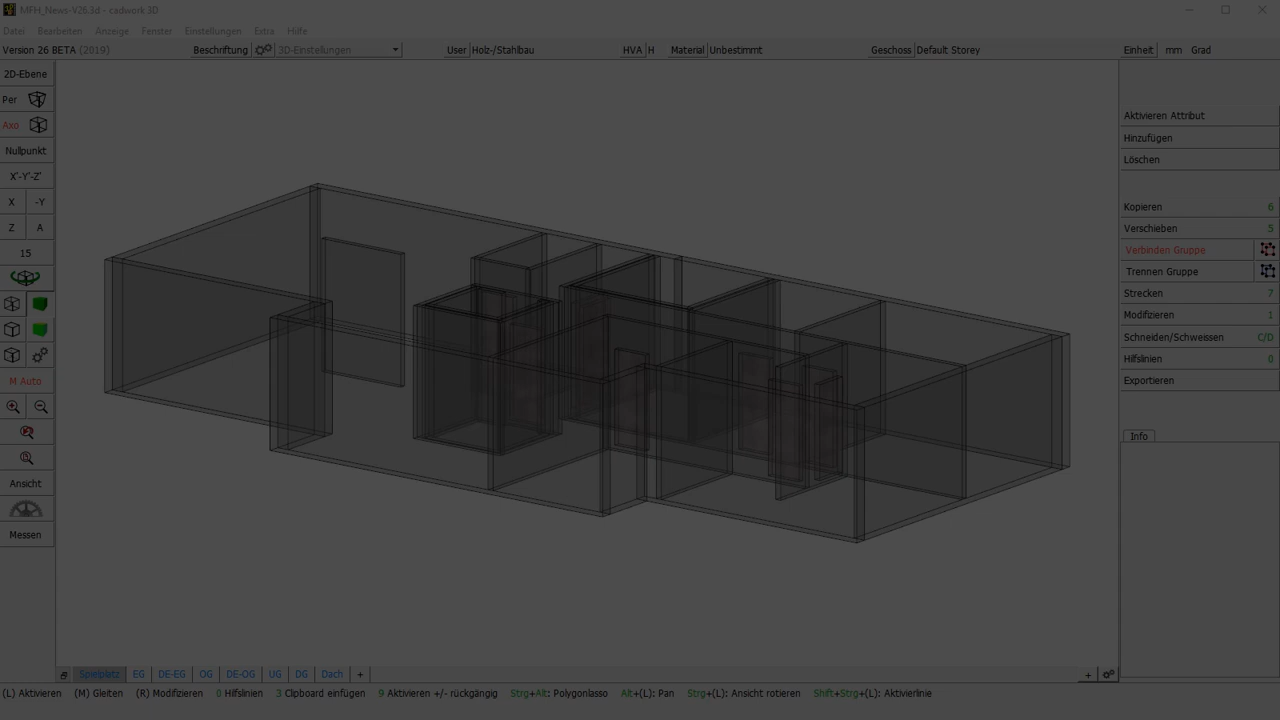 MFH_News-V26.3d - cadwork 3D
Datei Bearbeiten Anzeige Fenster Einstellungen Extra Hilfe
Version 26 BETA (2019) Beschriftung 3D-Einstellungen User Holz-/Stahlbau HVA H Material Unbestimmt Geschoss Default Storey Einheit mm Grad
2D-Ebene
Per
Axo
Nullpunkt
X'-Y'-Z'
X -Y
Z A
15
M Auto
Ansicht
Messen
Aktivieren Attribut
Hinzufügen
Löschen
Kopieren 6
Verschieben 5
Verbinden Gruppe
Trennen Gruppe
Strecken 7
Modifizieren 1
Schneiden/Schweissen C/D
Hilfslinien 0
Exportieren
Info
Spielplatz EG DE-EG OG DE-OG UG DG Dach + +
(L) Aktivieren (M) Gleiten (R) Modifizieren 0 Hilfslinien 3 Clipboard einfügen 9 Aktivieren +/- rückgängig Strg+Alt: Polygonlasso Alt+(L): Pan Strg+(L): Ansicht rotieren Shift+Strg+(L): Aktivierlinie